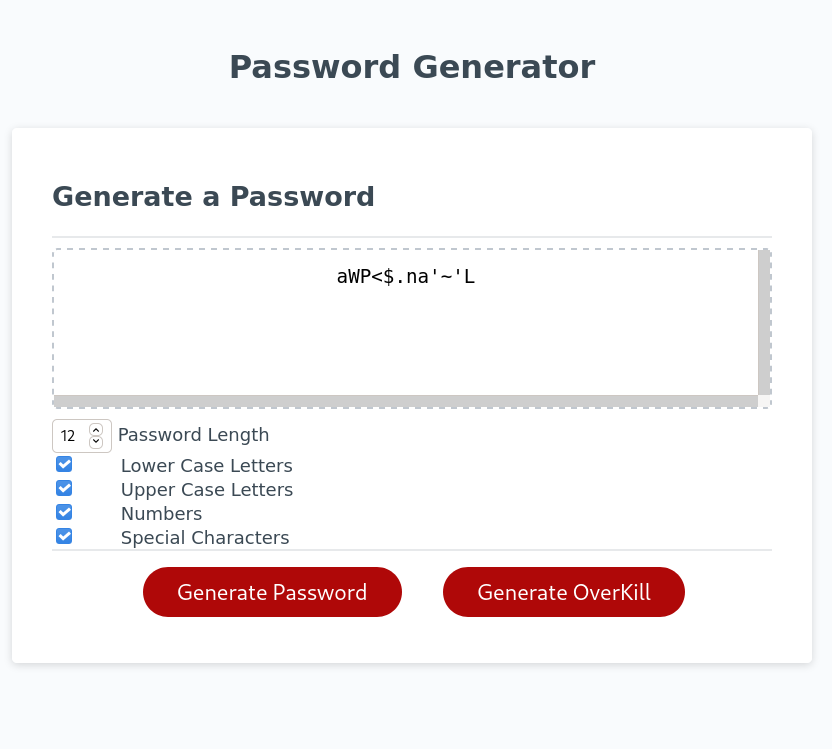 Password Generator
Generate a Password
aWP<$.na'~'L
12 Password Length
Lower Case Letters
Upper Case Letters
Numbers
Special Characters
Generate Password Generate OverKill